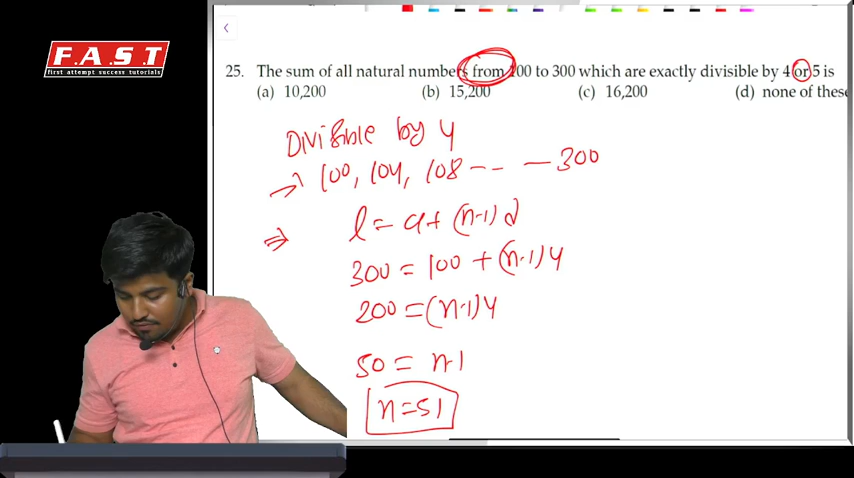 F.A.S.T
first attempt success tutorials
25. The sum of all natural numbers from 100 to 300 which are exactly divisible by 4 or 5 is
(a) 10,200 (b) 15,200 (c) 16,200 (d) none of these
Divisible by 4
→ 100, 104, 108 -- — 300
⇒ l = a + (n-1) d
300 = 100 + (n-1) 4
200 = (n-1) 4
50 = n-1
n = 51